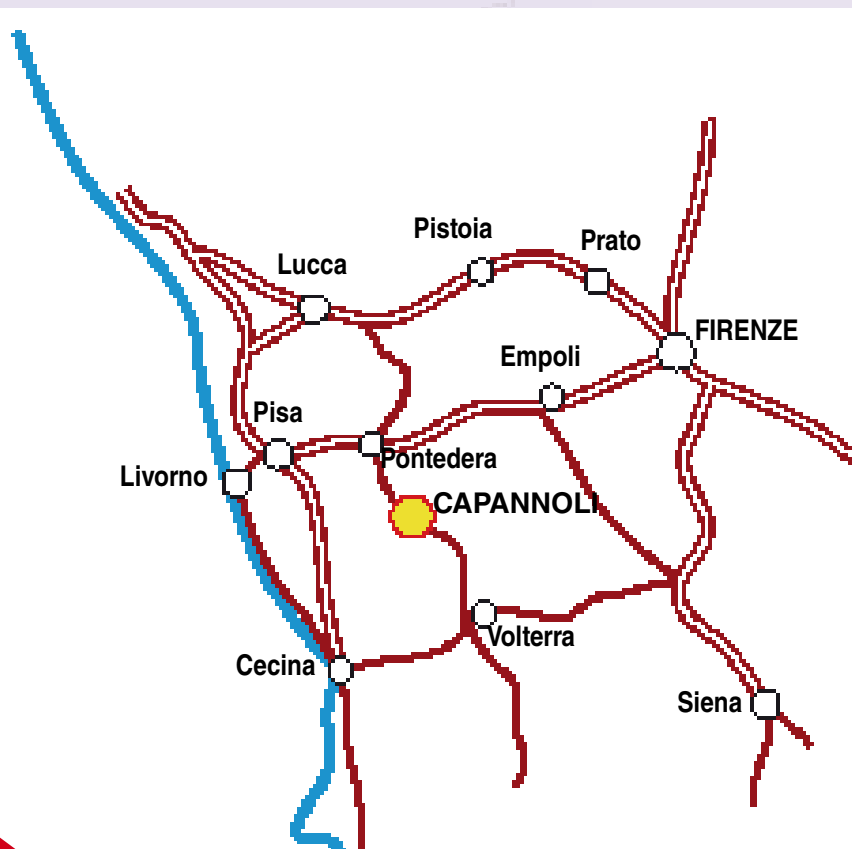 Pistoia
Prato
Lucca
FIRENZE
Empoli
Pisa
Pontedera
Livorno
CAPANNOLI
Volterra
Cecina
Siena